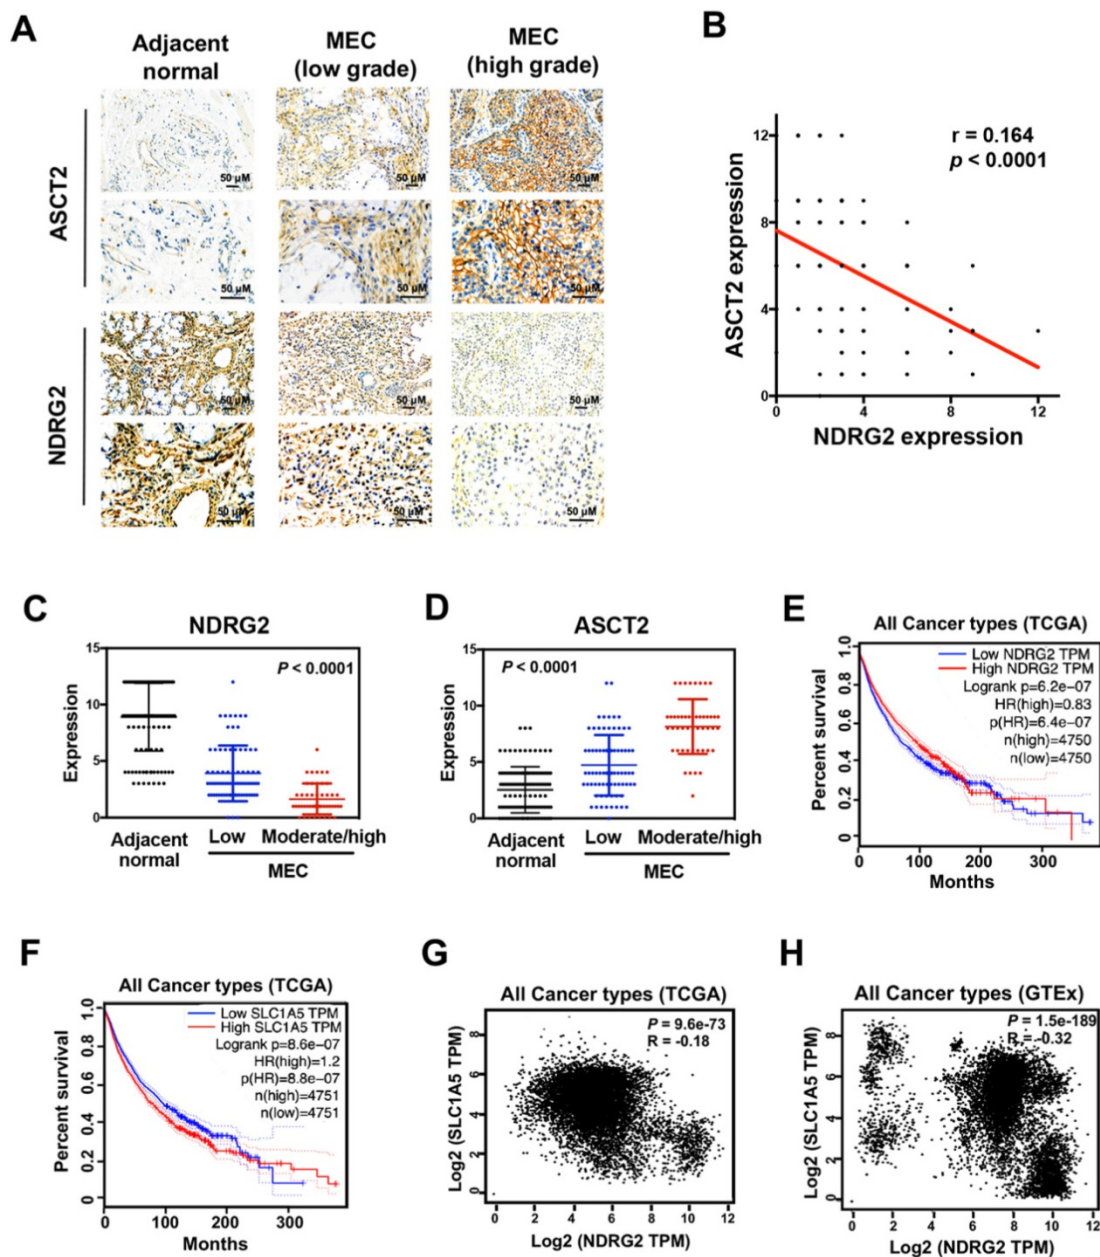 A
Adjacent
normal
MEC
(low grade)
MEC
(high grade)
ASCT2
NDRG2
50 μM
50 μM
50 μM
50 μM
50 μM
50 μM
50 μM
50 μM
50 μM
50 μM
50 μM
50 μM
B
r = 0.164
p < 0.0001
12
8
4
0
0 4 8 12
ASCT2 expression
NDRG2 expression
C
NDRG2
P < 0.0001
15
10
5
0
Expression
Adjacent
normal
Low Moderate/high
MEC
D
ASCT2
P < 0.0001
15
10
5
0
Expression
Adjacent
normal
Low Moderate/high
MEC
E
All Cancer types (TCGA)
Low NDRG2 TPM
High NDRG2 TPM
Logrank p=6.2e-07
HR(high)=0.83
p(HR)=6.4e-07
n(high)=4750
n(low)=4750
1.0
0.8
0.6
0.4
0.2
0
Percent survival
0 100 200 300
Months
F
All Cancer types (TCGA)
Low SLC1A5 TPM
High SLC1A5 TPM
Logrank p=8.6e-07
HR(high)=1.2
p(HR)=8.8e-07
n(high)=4751
n(low)=4751
1.0
0.8
0.6
0.4
0.2
0
Percent survival
0 100 200 300
Months
G
All Cancer types (TCGA)
P = 9.6e-73
R = -0.18
8
6
4
2
0
Log2 (SLC1A5 TPM)
0 2 4 6 8 10 12
Log2 (NDRG2 TPM)
H
All Cancer types (GTEx)
P = 1.5e-189
R = -0.32
8
6
4
2
0
Log2 (SLC1A5 TPM)
0 2 4 6 8 10 12
Log2 (NDRG2 TPM)